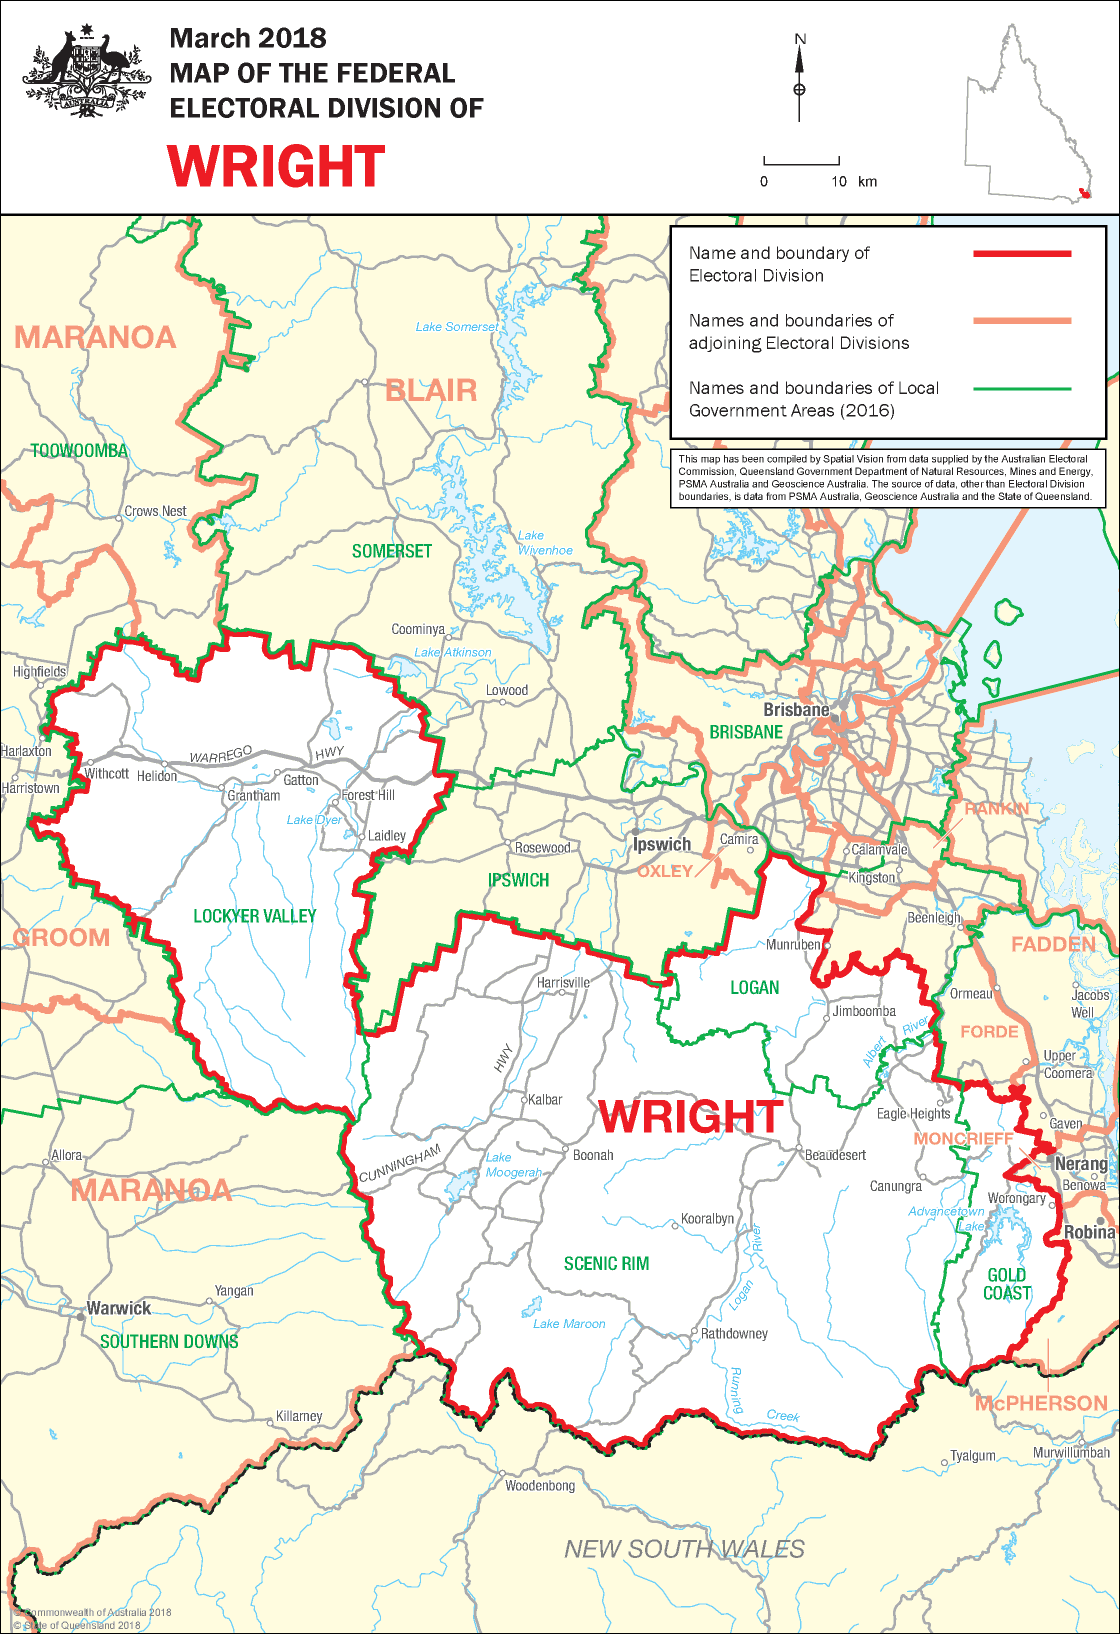 March 2018
MAP OF THE FEDERAL
ELECTORAL DIVISION OF
WRIGHT
AUSTRALIA
N
0 10 km
Name and boundary of
Electoral Division
Names and boundaries of
adjoining Electoral Divisions
Names and boundaries of Local
Government Areas (2016)
This map has been compiled by Spatial Vision from data supplied by the Australian Electoral
Commission, Queensland Government Department of Natural Resources, Mines and Energy,
PSMA Australia and Geoscience Australia. The source of data, other than Electoral Division
boundaries, is data from PSMA Australia, Geoscience Australia and the State of Queensland.
MARANOA
Lake Somerset
BLAIR
TOOWOOMBA
Crows Nest
SOMERSET
Lake
Wivenhoe
Coominya
Lake Atkinson
Highfields
Lowood
Brisbane
BRISBANE
Harlaxton
WARREGO HWY
Withcott
Helidon
Gatton
Harristown
Grantham
Forest Hill
RANKIN
Lake Dyer
Laidley
Rosewood
Ipswich
Camira
Calamvale
OXLEY
Kingston
IPSWICH
LOCKYER VALLEY
Beenleigh
GROOM
Munruben
FADDEN
Harrisville
LOGAN
Ormeau
Jacobs
Well
Jimboomba
FORDE
Albert River
HWY
Upper
Coomera
Kalbar
WRIGHT
Eagle Heights
Gaven
MONCRIEFF
Allora
CUNNINGHAM
Lake
Moogerah
Boonah
Beaudesert
Nerang
MARANOA
Canungra
Benowa
Worongary
Advancetown
Lake
Kooralbyn
Robina
Logan River
SCENIC RIM
GOLD
COAST
Yangan
Warwick
Lake Maroon
Rathdowney
SOUTHERN DOWNS
Running Creek
McPHERSON
Killarney
Tyalgum
Murwillumbah
Woodenbong
NEW SOUTH WALES
© Commonwealth of Australia 2018
© State of Queensland 2018